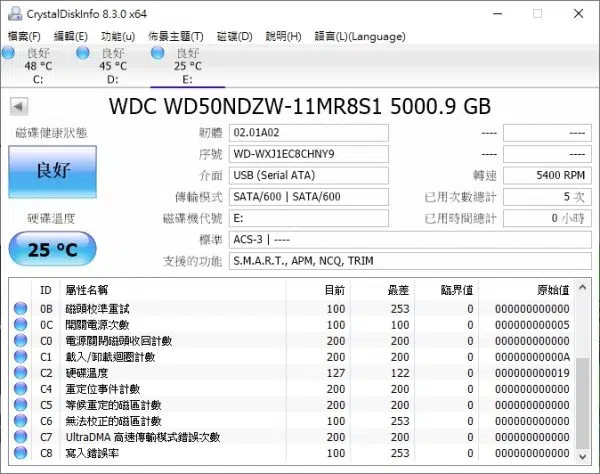 CrystalDiskInfo 8.3.0 x64
檔案(F) 編輯(E) 功能(u) 佈景主題(T) 磁碟(D) 說明(H) 語言(L)(Language)
良好 良好 良好
48 °C 45 °C 25 °C
C: D: E:
WDC WD50NDZW-11MR8S1 5000.9 GB
磁碟健康狀態 韌體 02.01A02 ---- ----
良好 序號 WD-WXJ1EC8CHNY9 ---- ----
介面 USB (Serial ATA) 轉速 5400 RPM
傳輸模式 SATA/600 | SATA/600 已用次數總計 5 次
硬碟溫度 磁碟機代號 E: 已用時間總計 0 小時
25 °C 標準 ACS-3 | ----
支援的功能 S.M.A.R.T., APM, NCQ, TRIM
ID 屬性名稱 目前 最差 臨界值 原始值
0B 磁頭校準重試 100 253 0 000000000000
0C 開關電源次數 100 100 0 000000000005
C0 電源關閉磁頭收回計數 200 200 0 000000000000
C1 載入/卸載迴圈計數 200 200 0 00000000000A
C2 硬碟溫度 127 122 0 000000000019
C4 重定位事件計數 200 200 0 000000000000
C5 等候重定的磁區計數 200 200 0 000000000000
C6 無法校正的磁區計數 100 253 0 000000000000
C7 UltraDMA 高速傳輸模式錯誤次數 200 200 0 000000000000
C8 寫入錯誤率 100 253 0 000000000000